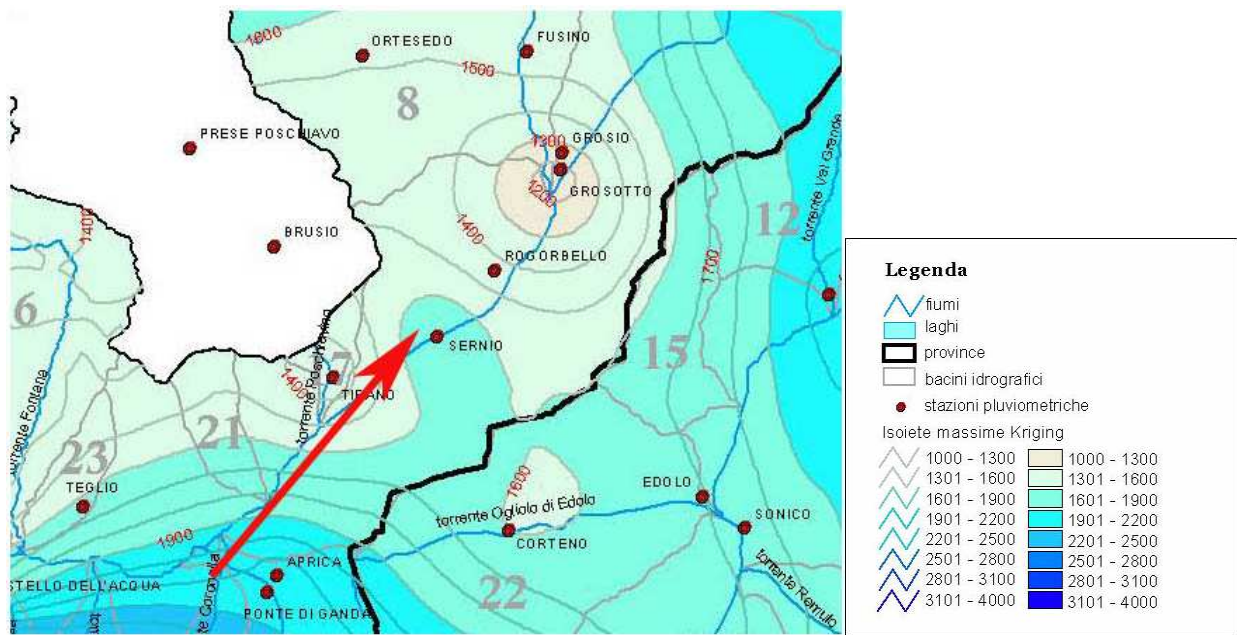 1600
ORTESEDO
FUSINO
1500
8
PRESE POSCHIAVO
1300
GROSIO
1200
GROSOTTO
torrente Val Grande
12
1400
BRUSIO
1400
ROGORBELLO
1700
6
SERNIO
15
torrente Poschiavino
7
1400
TIRANO
torrente Fontana
21
23
TEGLIO
1600
EDOLO
torrente Ogliolo di Edolo
SONICO
1900
CORTENO
APRICA
STELLO DELL'ACQUA
22
PONTE DI GANDA
Legenda
fiumi
laghi
province
bacini idrografici
stazioni pluviometriche
Isoiete massime Kriging
1000 - 1300 1000 - 1300
1301 - 1600 1301 - 1600
1601 - 1900 1601 - 1900
1901 - 2200 1901 - 2200
2201 - 2500 2201 - 2500
2501 - 2800 2501 - 2800
2801 - 3100 2801 - 3100
3101 - 4000 3101 - 4000